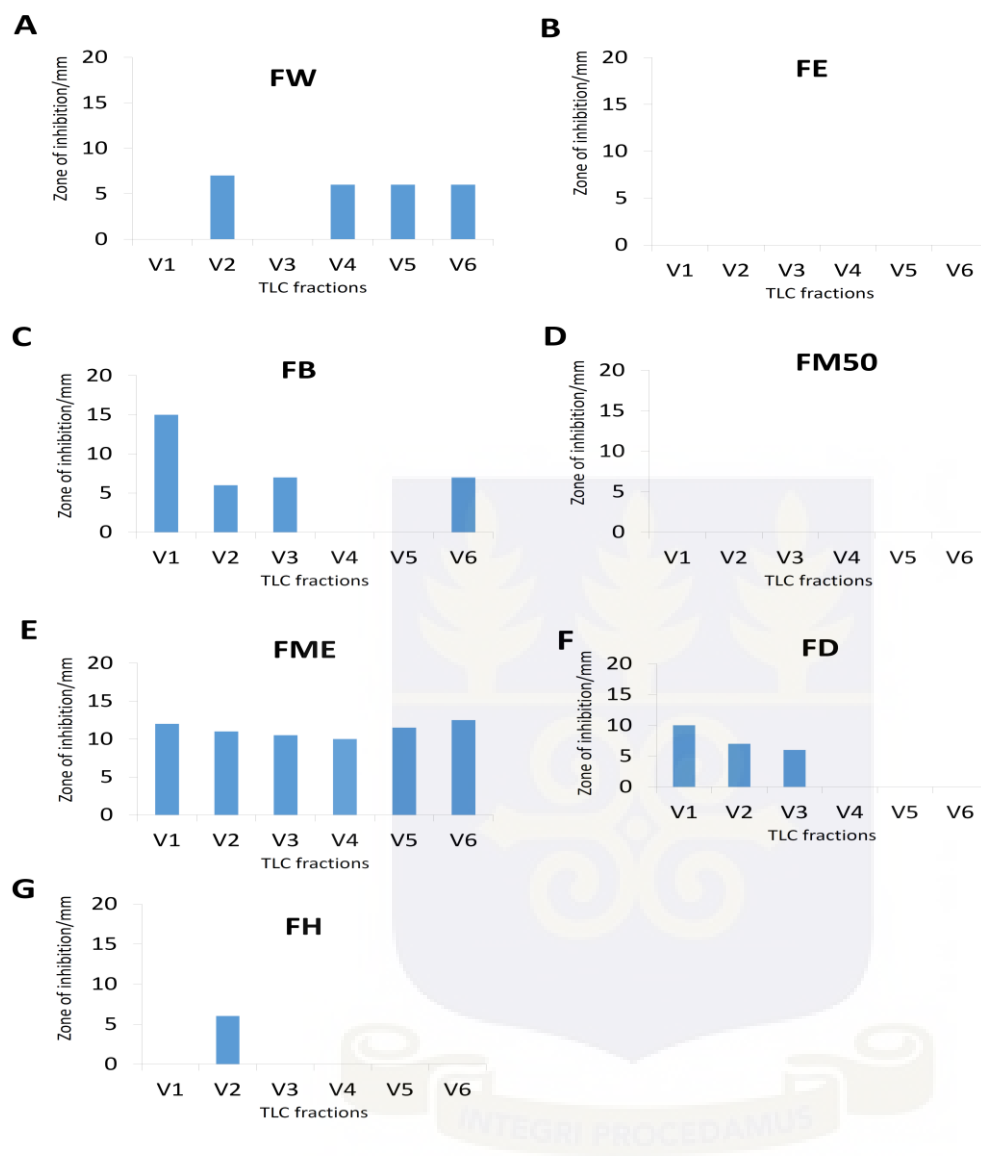 A
FW
Zone of inhibition/mm
20
15
10
5
0
V1 V2 V3 V4 V5 V6
TLC fractions
B
FE
Zone of inhibition/mm
20
15
10
5
0
V1 V2 V3 V4 V5 V6
TLC fractions
C
FB
Zone of inhibition/mm
20
15
10
5
0
V1 V2 V3 V4 V5 V6
TLC fractions
D
FM50
Zone of inhibition/mm
20
15
10
5
0
V1 V2 V3 V4 V5 V6
TLC fractions
E
FME
Zone of inhibition/mm
20
15
10
5
0
V1 V2 V3 V4 V5 V6
TLC fractions
F
FD
Zone of inhibition/mm
20
15
10
5
0
V1 V2 V3 V4 V5 V6
TLC fractions
G
FH
Zone of inhibition/mm
20
15
10
5
0
V1 V2 V3 V4 V5 V6
TLC fractions
INTEGRI PROCEDAMUS